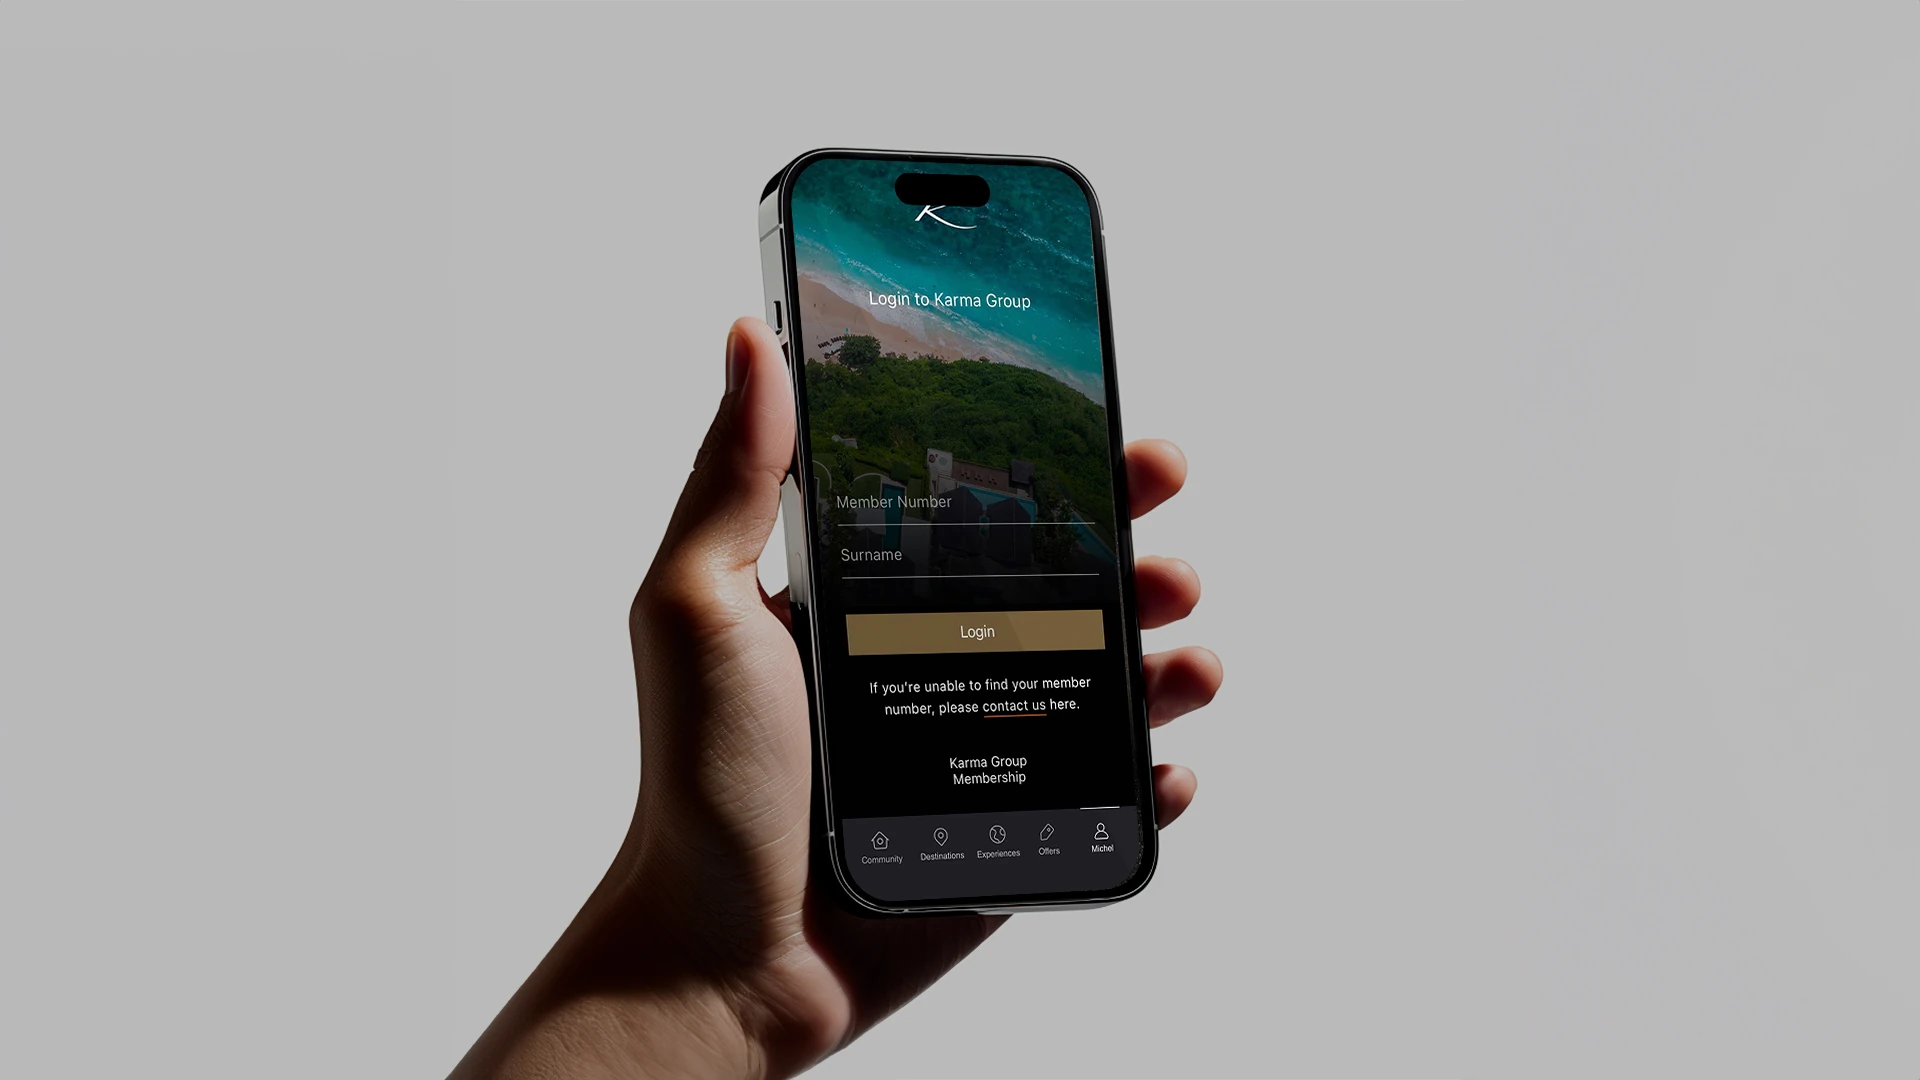 Login to Karma Group
Member Number
Surname
Login
If you're unable to find your member
number, please contact us here.
Karma Group
Membership
Community
Destinations
Experiences
Offers
Michel